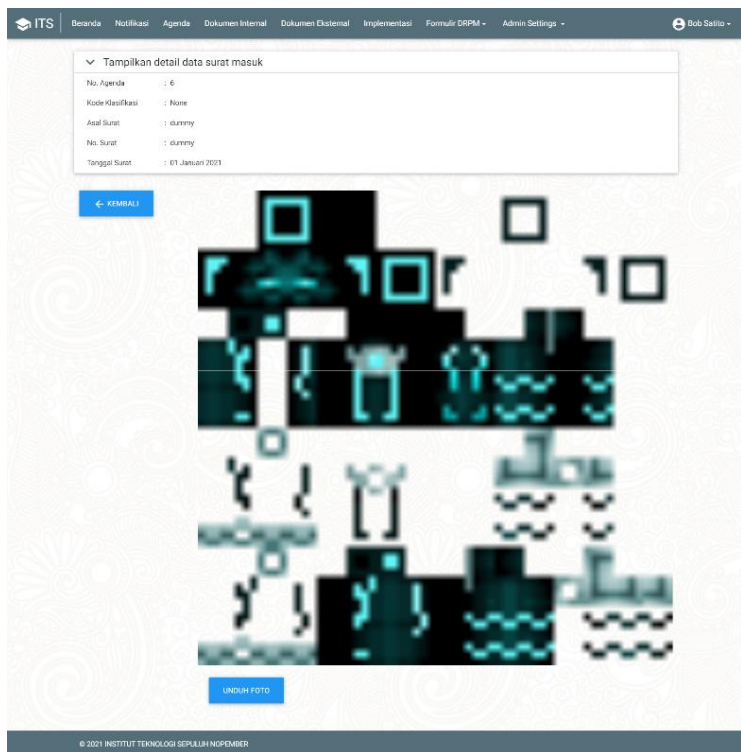 ITS Beranda Notifikasi Agenda Dokumen Internal Dokumen Eksternal Implementasi Formulir DRPM Admin Settings Bob Satito
Tampilkan detail data surat masuk
No. Agenda : 6
Kode Klasifikasi : None
Asal Surat : dummy
No. Surat : dummy
Tanggal Surat : 01 Januari 2021
← KEMBALI
UNDUH FOTO
© 2021 INSTITUT TEKNOLOGI SEPULUH NOPEMBER